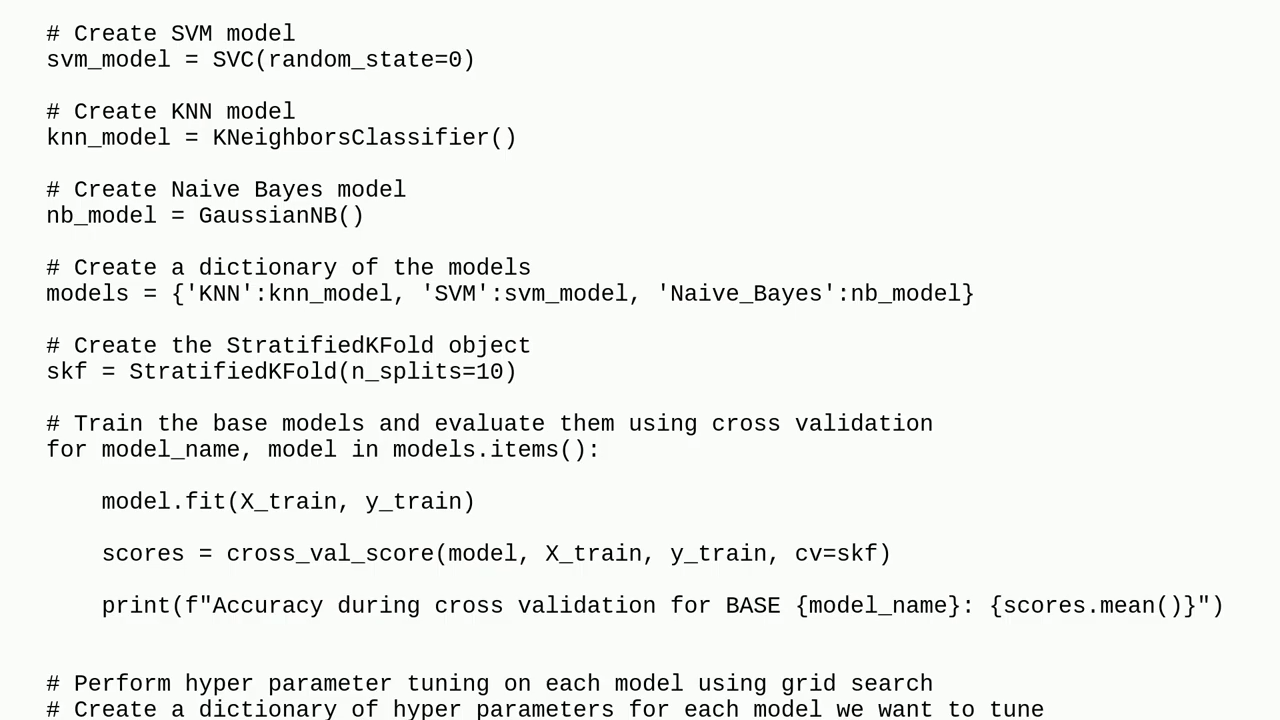 # Create SVM model
svm_model = SVC(random_state=0)
# Create KNN model
knn_model = KNeighborsClassifier()
# Create Naive Bayes model
nb_model = GaussianNB()
# Create a dictionary of the models
models = {'KNN':knn_model, 'SVM':svm_model, 'Naive_Bayes':nb_model}
# Create the StratifiedKFold object
skf = StratifiedKFold(n_splits=10)
# Train the base models and evaluate them using cross validation
for model_name, model in models.items():
    model.fit(X_train, y_train)
    scores = cross_val_score(model, X_train, y_train, cv=skf)
    print(f"Accuracy during cross validation for BASE {model_name}: {scores.mean()}")
# Perform hyper parameter tuning on each model using grid search
# Create a dictionary of hyper parameters for each model we want to tune